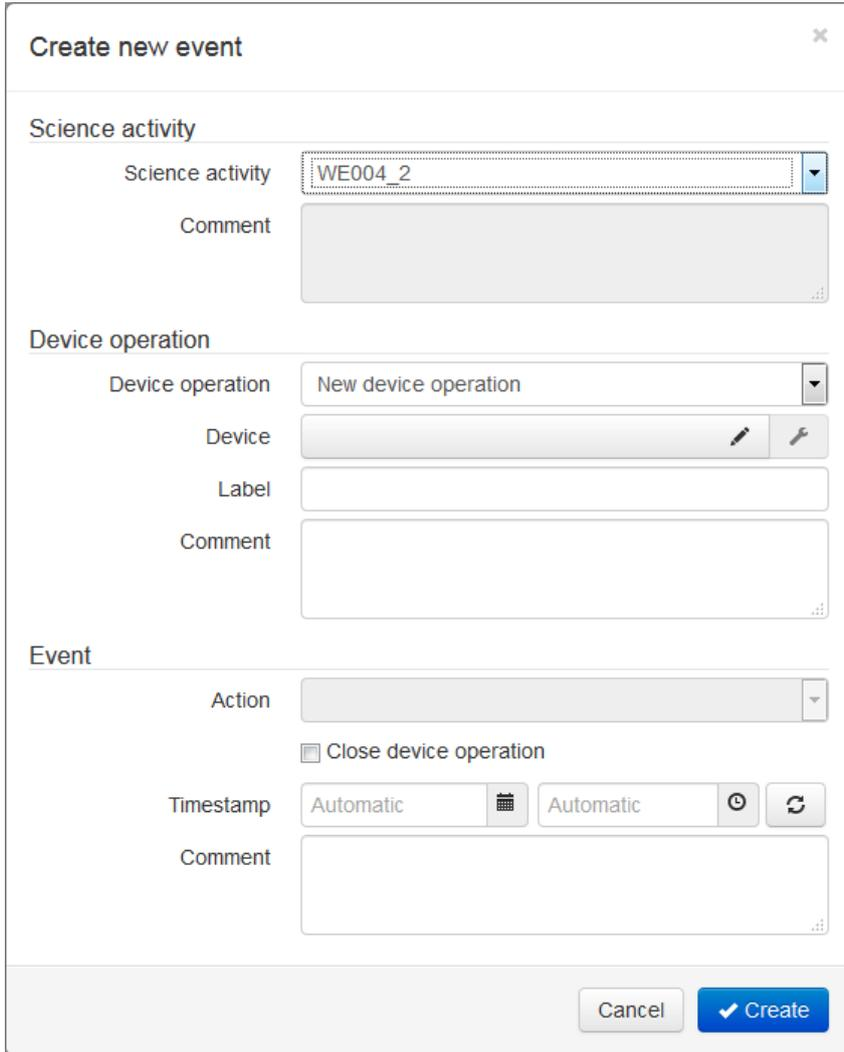 Create new event
×
Science activity
Science activity WE004_2
Comment
Device operation
Device operation New device operation
Device
Label
Comment
Event
Action
Close device operation
Timestamp Automatic Automatic
Comment
Cancel Create